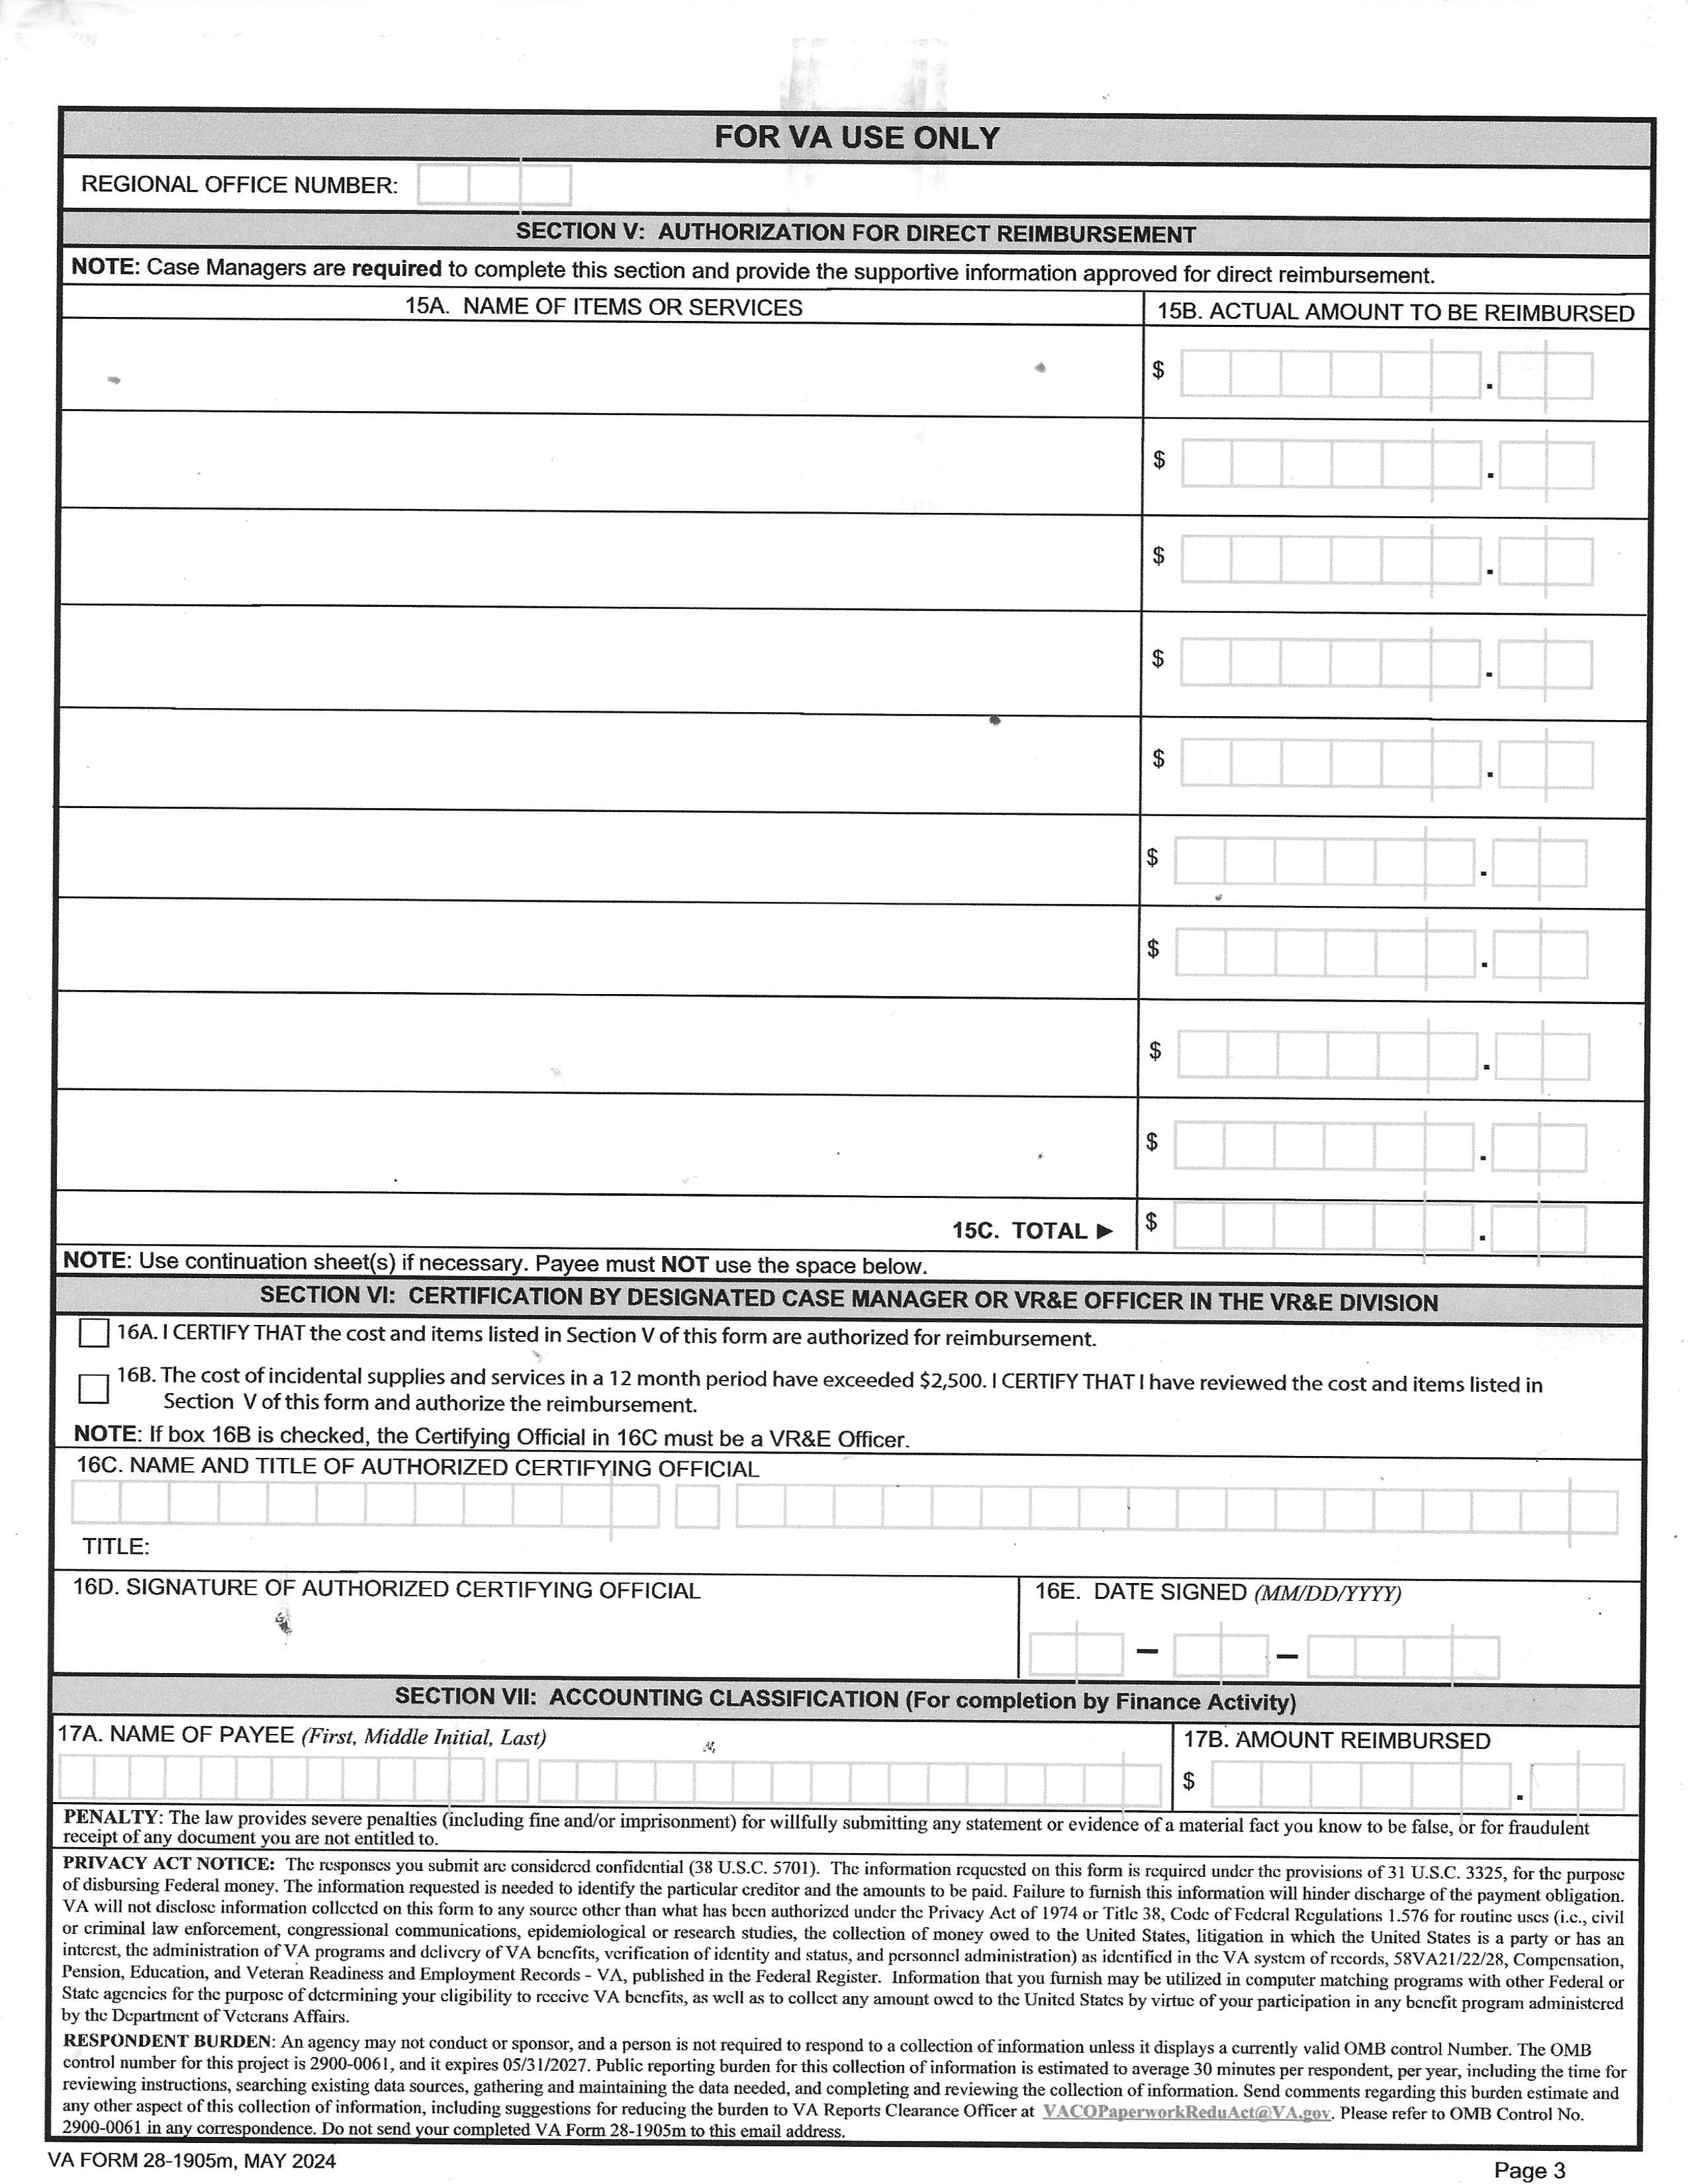 FOR VA USE ONLY
REGIONAL OFFICE NUMBER:
SECTION V: AUTHORIZATION FOR DIRECT REIMBURSEMENT
NOTE: Case Managers are required to complete this section and provide the supportive information approved for direct reimbursement.
15A. NAME OF ITEMS OR SERVICES
15B. ACTUAL AMOUNT TO BE REIMBURSED
$ .
$ .
$ .
$ .
$ .
$ .
$ .
$ .
$ .
15C. TOTAL ► $ .
NOTE: Use continuation sheet(s) if necessary. Payee must NOT use the space below.
SECTION VI: CERTIFICATION BY DESIGNATED CASE MANAGER OR VR&E OFFICER IN THE VR&E DIVISION
16A. I CERTIFY THAT the cost and items listed in Section V of this form are authorized for reimbursement.
16B. The cost of incidental supplies and services in a 12 month period have exceeded $2,500. I CERTIFY THAT I have reviewed the cost and items listed in
Section V of this form and authorize the reimbursement.
NOTE: If box 16B is checked, the Certifying Official in 16C must be a VR&E Officer.
16C. NAME AND TITLE OF AUTHORIZED CERTIFYING OFFICIAL
TITLE:
16D. SIGNATURE OF AUTHORIZED CERTIFYING OFFICIAL
16E. DATE SIGNED (MM/DD/YYYY)
– –
SECTION VII: ACCOUNTING CLASSIFICATION (For completion by Finance Activity)
17A. NAME OF PAYEE (First, Middle Initial, Last)
17B. AMOUNT REIMBURSED
$ .
PENALTY: The law provides severe penalties (including fine and/or imprisonment) for willfully submitting any statement or evidence of a material fact you know to be false, or for fraudulent
receipt of any document you are not entitled to.
PRIVACY ACT NOTICE: The responses you submit are considered confidential (38 U.S.C. 5701). The information requested on this form is required under the provisions of 31 U.S.C. 3325, for the purpose
of disbursing Federal money. The information requested is needed to identify the particular creditor and the amounts to be paid. Failure to furnish this information will hinder discharge of the payment obligation.
VA will not disclose information collected on this form to any source other than what has been authorized under the Privacy Act of 1974 or Title 38, Code of Federal Regulations 1.576 for routine uses (i.e., civil
or criminal law enforcement, congressional communications, epidemiological or research studies, the collection of money owed to the United States, litigation in which the United States is a party or has an
interest, the administration of VA programs and delivery of VA benefits, verification of identity and status, and personnel administration) as identified in the VA system of records, 58VA21/22/28, Compensation,
Pension, Education, and Veteran Readiness and Employment Records - VA, published in the Federal Register. Information that you furnish may be utilized in computer matching programs with other Federal or
State agencies for the purpose of determining your eligibility to receive VA benefits, as well as to collect any amount owed to the United States by virtue of your participation in any benefit program administered
by the Department of Veterans Affairs.
RESPONDENT BURDEN: An agency may not conduct or sponsor, and a person is not required to respond to a collection of information unless it displays a currently valid OMB control Number. The OMB
control number for this project is 2900-0061, and it expires 05/31/2027. Public reporting burden for this collection of information is estimated to average 30 minutes per respondent, per year, including the time for
reviewing instructions, searching existing data sources, gathering and maintaining the data needed, and completing and reviewing the collection of information. Send comments regarding this burden estimate and
any other aspect of this collection of information, including suggestions for reducing the burden to VA Reports Clearance Officer at VACOPaperworkReduAct@VA.gov. Please refer to OMB Control No.
2900-0061 in any correspondence. Do not send your completed VA Form 28-1905m to this email address.
VA FORM 28-1905m, MAY 2024
Page 3